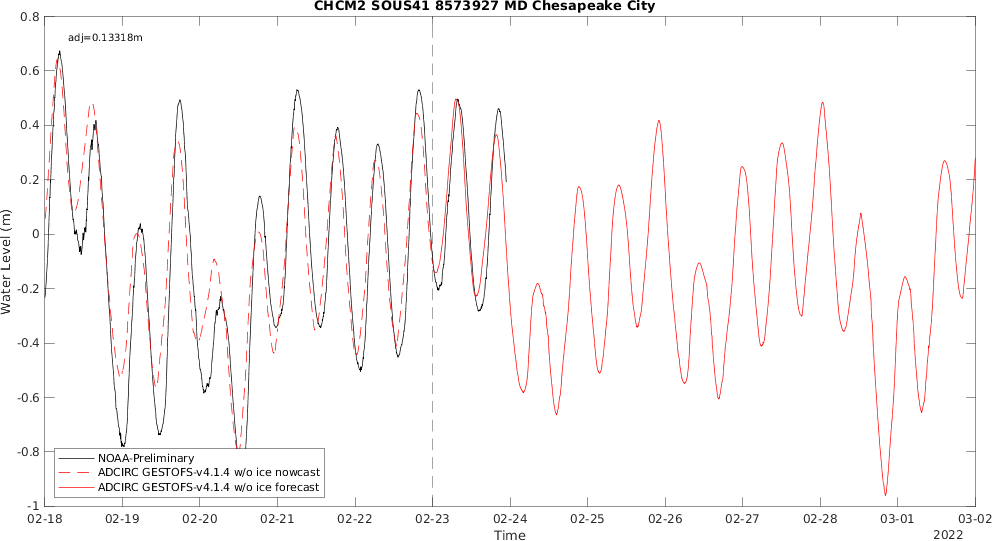 CHCM2 SOUS41 8573927 MD Chesapeake City
adj=0.13318m
0.8
0.6
0.4
0.2
0
-0.2
-0.4
-0.6
-0.8
-1
Water Level (m)
NOAA-Preliminary
ADCIRC GESTOFS-v4.1.4 w/o ice nowcast
ADCIRC GESTOFS-v4.1.4 w/o ice forecast
02-18 02-19 02-20 02-21 02-22 02-23 02-24 02-25 02-26 02-27 02-28 03-01 03-02
Time
2022